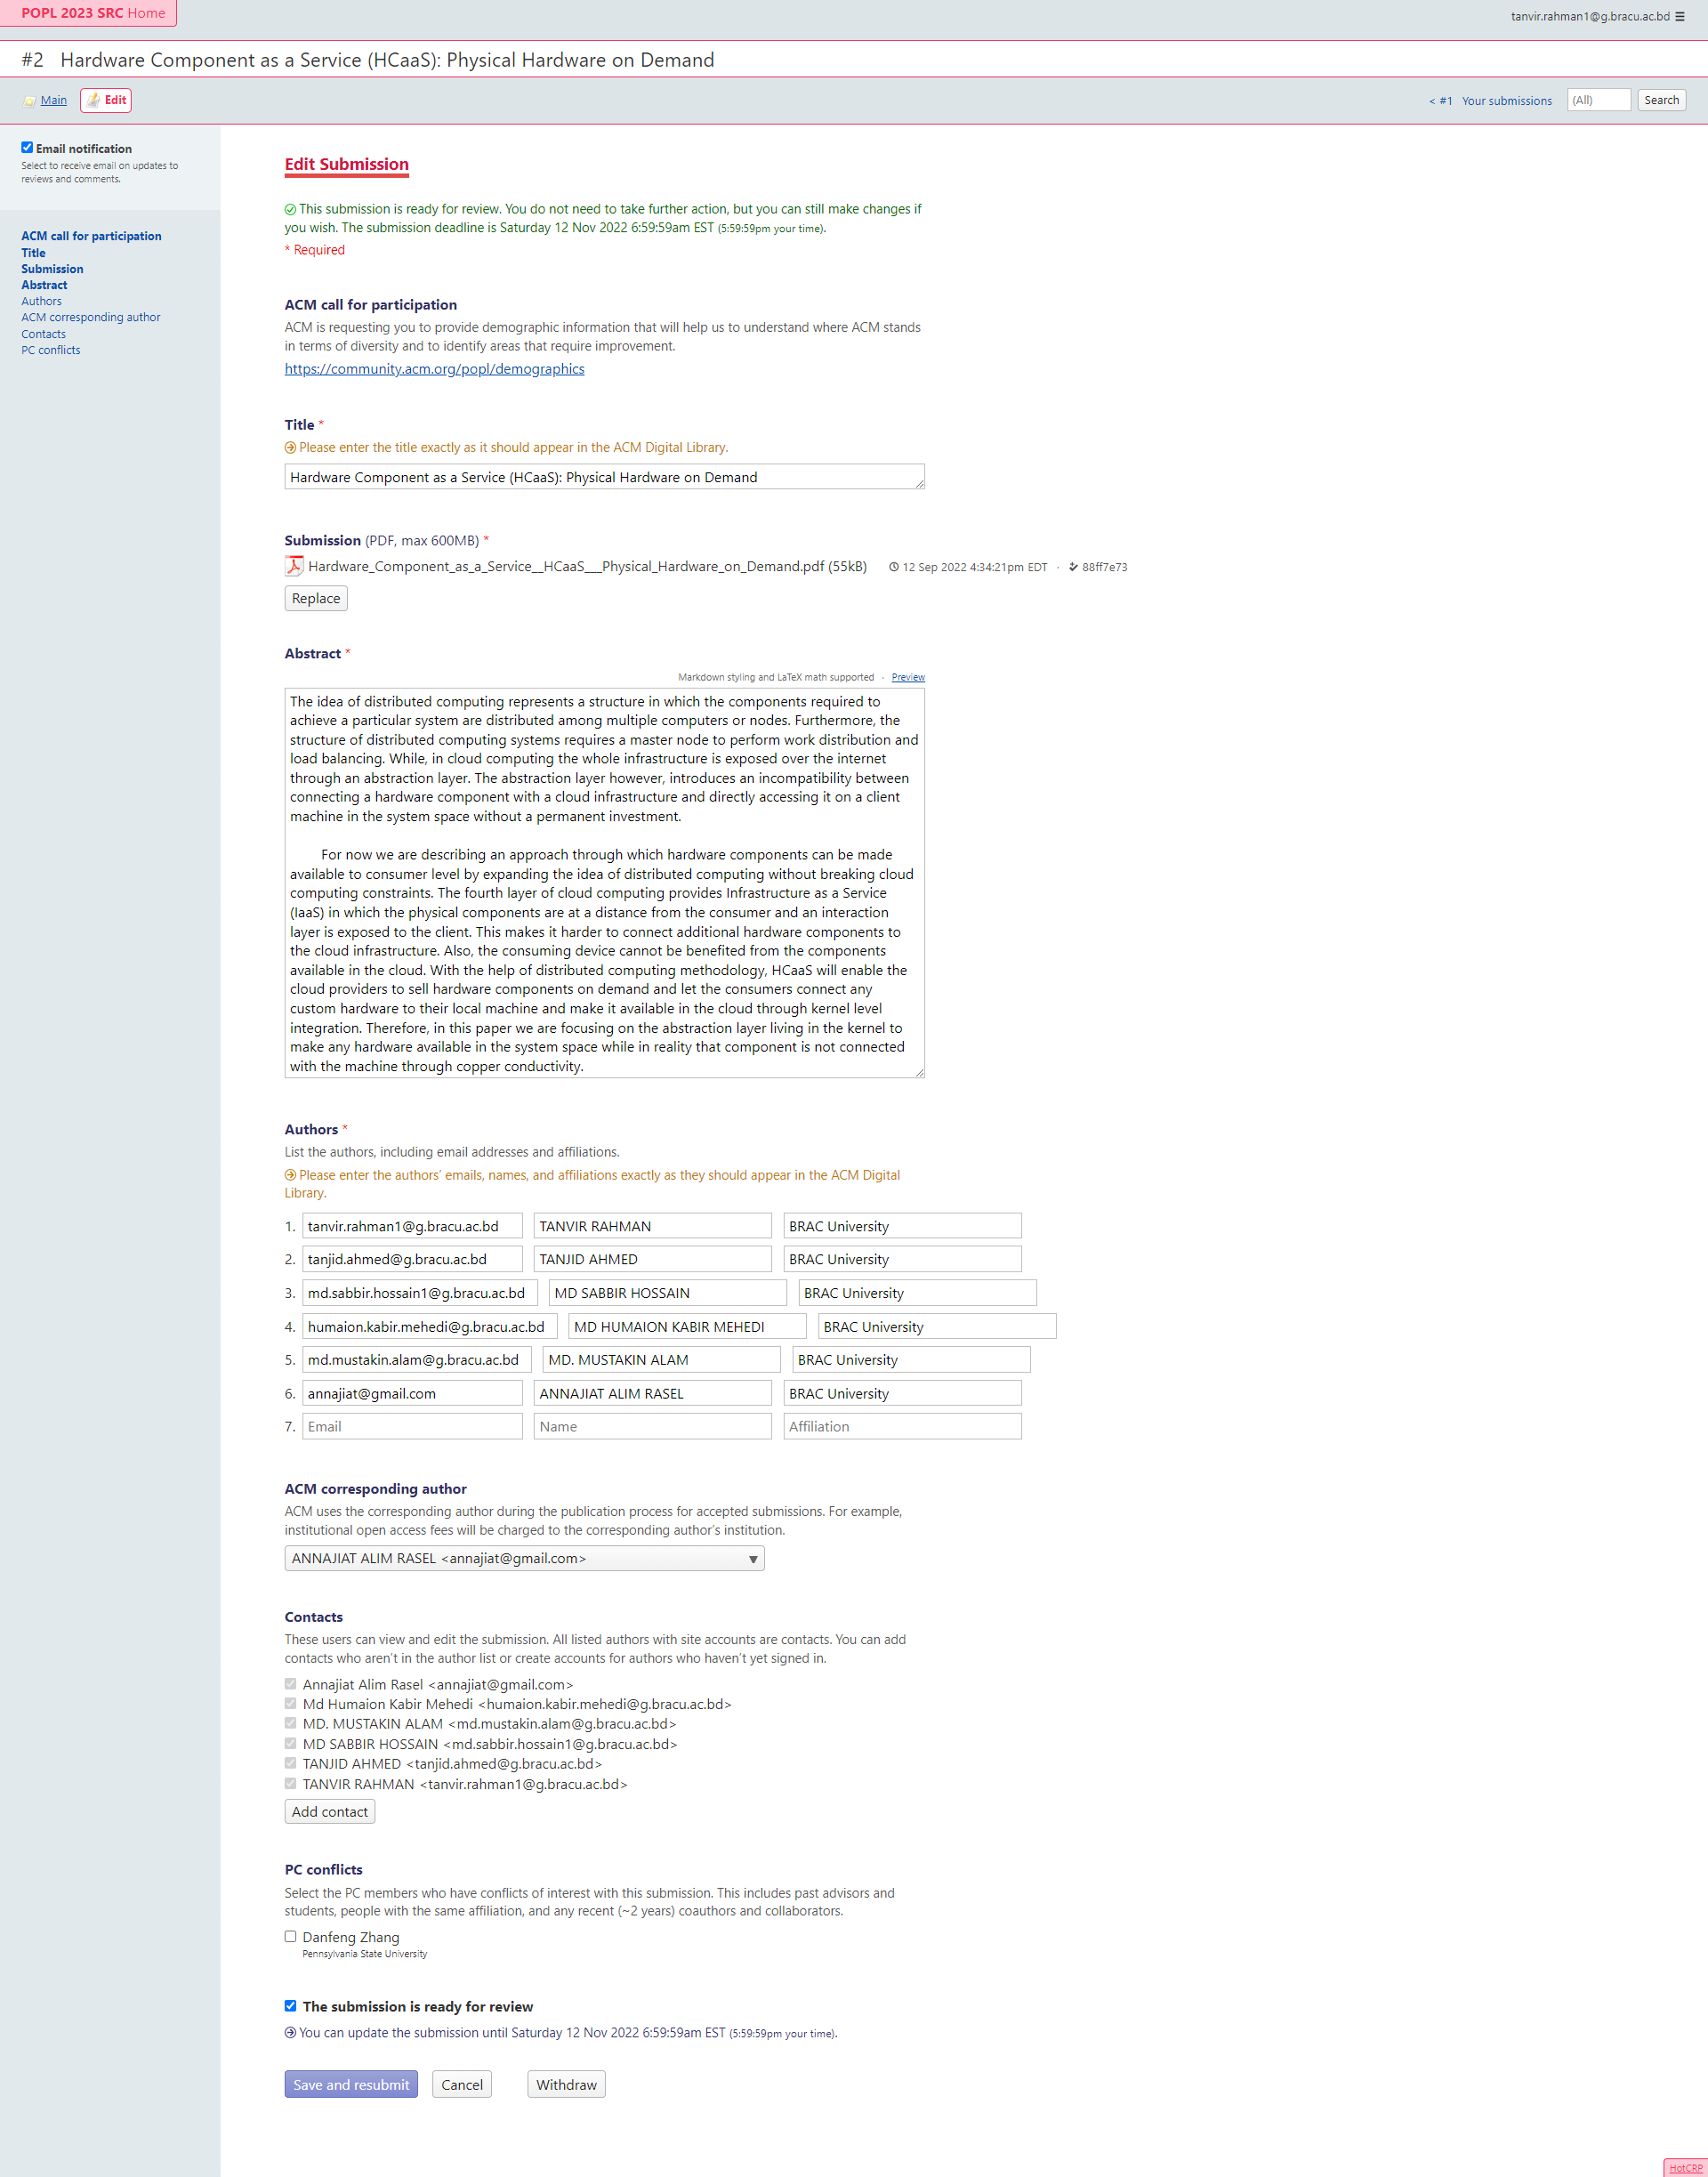 POPL 2023 SRC Home
tanvir.rahman1@g.bracu.ac.bd ☰
#2 Hardware Component as a Service (HCaaS): Physical Hardware on Demand
Main Edit
< #1 Your submissions (All) Search
Email notification
Select to receive email on updates to
reviews and comments.
ACM call for participation
Title
Submission
Abstract
Authors
ACM corresponding author
Contacts
PC conflicts
Edit Submission
This submission is ready for review. You do not need to take further action, but you can still make changes if
you wish. The submission deadline is Saturday 12 Nov 2022 6:59:59am EST (5:59:59pm your time).
* Required
ACM call for participation
ACM is requesting you to provide demographic information that will help us to understand where ACM stands
in terms of diversity and to identify areas that require improvement.
https://community.acm.org/popl/demographics
Title *
Please enter the title exactly as it should appear in the ACM Digital Library.
Hardware Component as a Service (HCaaS): Physical Hardware on Demand
Submission (PDF, max 600MB) *
Hardware_Component_as_a_Service__HCaaS___Physical_Hardware_on_Demand.pdf (55kB) 12 Sep 2022 4:34:21pm EDT · 88ff7e73
Replace
Abstract *
Markdown styling and LaTeX math supported · Preview
The idea of distributed computing represents a structure in which the components required to
achieve a particular system are distributed among multiple computers or nodes. Furthermore, the
structure of distributed computing systems requires a master node to perform work distribution and
load balancing. While, in cloud computing the whole infrastructure is exposed over the internet
through an abstraction layer. The abstraction layer however, introduces an incompatibility between
connecting a hardware component with a cloud infrastructure and directly accessing it on a client
machine in the system space without a permanent investment.
For now we are describing an approach through which hardware components can be made
available to consumer level by expanding the idea of distributed computing without breaking cloud
computing constraints. The fourth layer of cloud computing provides Infrastructure as a Service
(IaaS) in which the physical components are at a distance from the consumer and an interaction
layer is exposed to the client. This makes it harder to connect additional hardware components to
the cloud infrastructure. Also, the consuming device cannot be benefited from the components
available in the cloud. With the help of distributed computing methodology, HCaaS will enable the
cloud providers to sell hardware components on demand and let the consumers connect any
custom hardware to their local machine and make it available in the cloud through kernel level
integration. Therefore, in this paper we are focusing on the abstraction layer living in the kernel to
make any hardware available in the system space while in reality that component is not connected
with the machine through copper conductivity.
Authors *
List the authors, including email addresses and affiliations.
Please enter the authors’ emails, names, and affiliations exactly as they should appear in the ACM Digital
Library.
1. tanvir.rahman1@g.bracu.ac.bd TANVIR RAHMAN BRAC University
2. tanjid.ahmed@g.bracu.ac.bd TANJID AHMED BRAC University
3. md.sabbir.hossain1@g.bracu.ac.bd MD SABBIR HOSSAIN BRAC University
4. humaion.kabir.mehedi@g.bracu.ac.bd MD HUMAION KABIR MEHEDI BRAC University
5. md.mustakin.alam@g.bracu.ac.bd MD. MUSTAKIN ALAM BRAC University
6. annajiat@gmail.com ANNAJIAT ALIM RASEL BRAC University
7. Email Name Affiliation
ACM corresponding author
ACM uses the corresponding author during the publication process for accepted submissions. For example,
institutional open access fees will be charged to the corresponding author’s institution.
ANNAJIAT ALIM RASEL <annajiat@gmail.com>
Contacts
These users can view and edit the submission. All listed authors with site accounts are contacts. You can add
contacts who aren’t in the author list or create accounts for authors who haven’t yet signed in.
Annajiat Alim Rasel <annajiat@gmail.com>
Md Humaion Kabir Mehedi <humaion.kabir.mehedi@g.bracu.ac.bd>
MD. MUSTAKIN ALAM <md.mustakin.alam@g.bracu.ac.bd>
MD SABBIR HOSSAIN <md.sabbir.hossain1@g.bracu.ac.bd>
TANJID AHMED <tanjid.ahmed@g.bracu.ac.bd>
TANVIR RAHMAN <tanvir.rahman1@g.bracu.ac.bd>
Add contact
PC conflicts
Select the PC members who have conflicts of interest with this submission. This includes past advisors and
students, people with the same affiliation, and any recent (~2 years) coauthors and collaborators.
Danfeng Zhang
Pennsylvania State University
The submission is ready for review
You can update the submission until Saturday 12 Nov 2022 6:59:59am EST (5:59:59pm your time).
Save and resubmit Cancel Withdraw
HotCRP